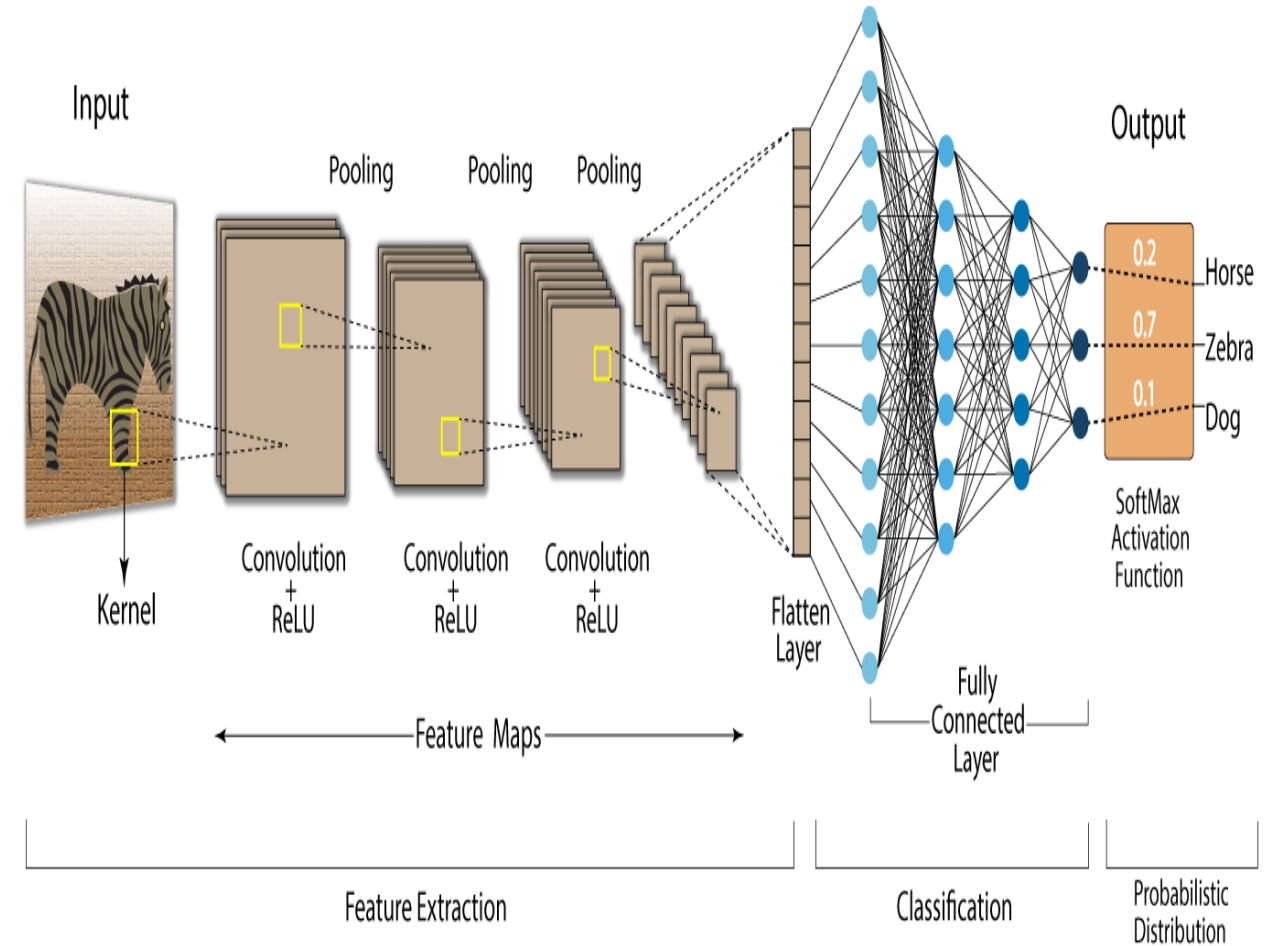 Input
Output
Pooling
Pooling
Pooling
0.2
Horse
0.7
Zebra
0.1
Dog
SoftMax
Activation
Function
Convolution
+
ReLU
Convolution
+
ReLU
Convolution
+
ReLU
Kernel
Flatten
Layer
Fully
Connected
Layer
Feature Maps
Feature Extraction
Classification
Probabilistic
Distribution